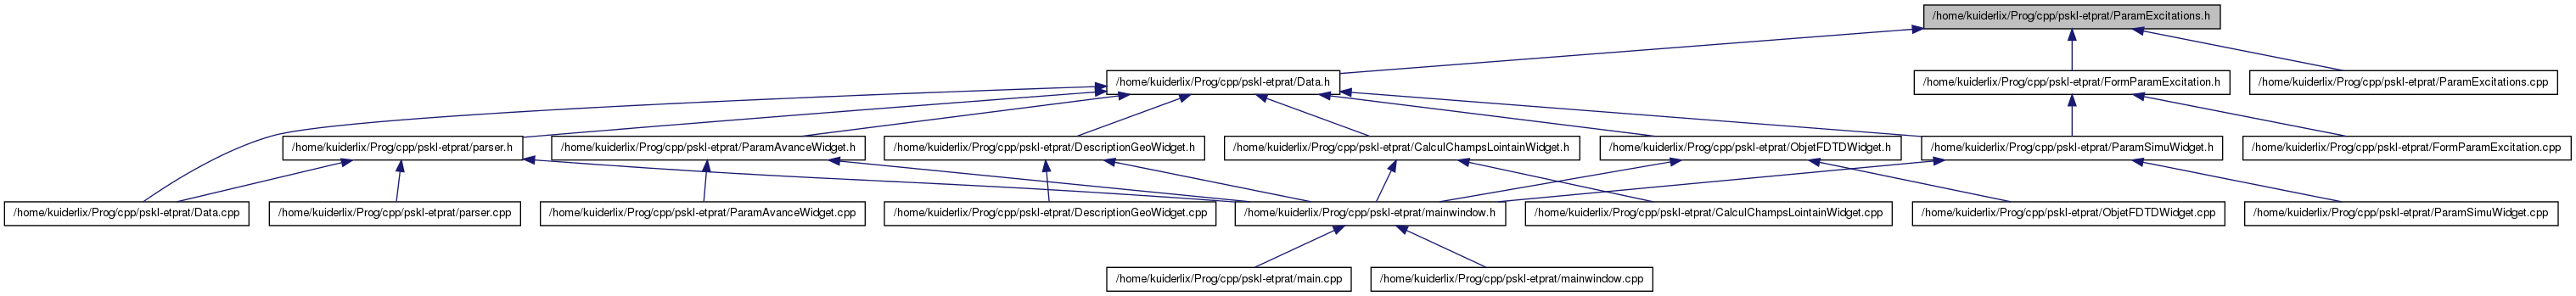 /home/kuiderlix/Prog/cpp/pskl-etprat/ParamExcitations.h
/home/kuiderlix/Prog/cpp/pskl-etprat/Data.h
/home/kuiderlix/Prog/cpp/pskl-etprat/FormParamExcitation.h
/home/kuiderlix/Prog/cpp/pskl-etprat/ParamExcitations.cpp
/home/kuiderlix/Prog/cpp/pskl-etprat/parser.h
/home/kuiderlix/Prog/cpp/pskl-etprat/ParamAvanceWidget.h
/home/kuiderlix/Prog/cpp/pskl-etprat/DescriptionGeoWidget.h
/home/kuiderlix/Prog/cpp/pskl-etprat/CalculChampsLointainWidget.h
/home/kuiderlix/Prog/cpp/pskl-etprat/ObjetFDTDWidget.h
/home/kuiderlix/Prog/cpp/pskl-etprat/ParamSimuWidget.h
/home/kuiderlix/Prog/cpp/pskl-etprat/FormParamExcitation.cpp
/home/kuiderlix/Prog/cpp/pskl-etprat/Data.cpp
/home/kuiderlix/Prog/cpp/pskl-etprat/parser.cpp
/home/kuiderlix/Prog/cpp/pskl-etprat/ParamAvanceWidget.cpp
/home/kuiderlix/Prog/cpp/pskl-etprat/DescriptionGeoWidget.cpp
/home/kuiderlix/Prog/cpp/pskl-etprat/mainwindow.h
/home/kuiderlix/Prog/cpp/pskl-etprat/CalculChampsLointainWidget.cpp
/home/kuiderlix/Prog/cpp/pskl-etprat/ObjetFDTDWidget.cpp
/home/kuiderlix/Prog/cpp/pskl-etprat/ParamSimuWidget.cpp
/home/kuiderlix/Prog/cpp/pskl-etprat/main.cpp
/home/kuiderlix/Prog/cpp/pskl-etprat/mainwindow.cpp